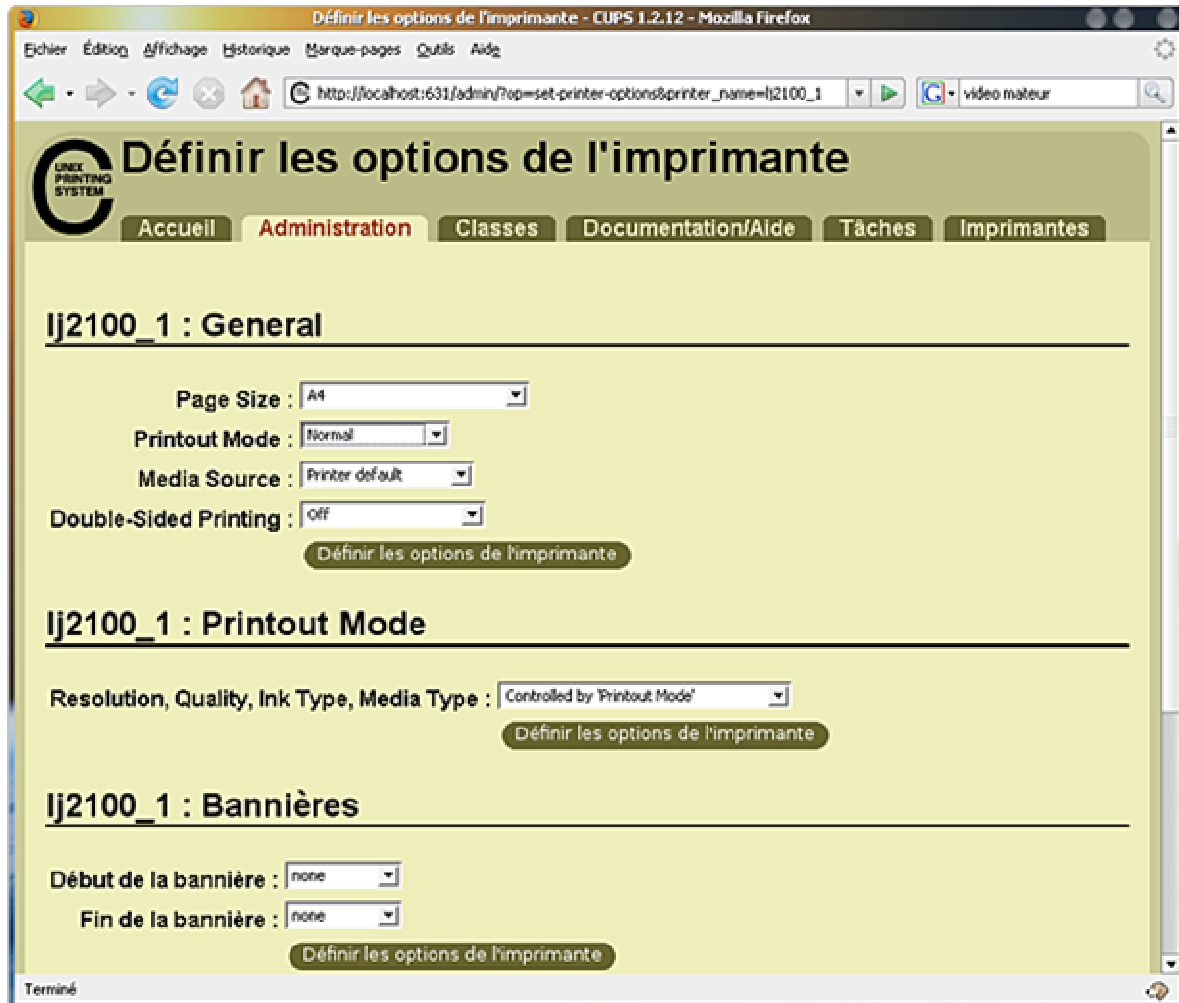 Définir les options de l'imprimante - CUPS 1.2.12 - Mozilla Firefox
Eichier Édition Affichage Historique Marque-pages Outils Aide
http://localhost:631/admin/?op=set-printer-options&printer_name=lj2100_1 G video mateur
UNIX PRINTING SYSTEM
Définir les options de l'imprimante
Accueil Administration Classes Documentation/Aide Tâches Imprimantes
lj2100_1 : General
Page Size : A4
Printout Mode : Normal
Media Source : Printer default
Double-Sided Printing : Off
Définir les options de l'imprimante
lj2100_1 : Printout Mode
Resolution, Quality, Ink Type, Media Type : Controlled by 'Printout Mode'
Définir les options de l'imprimante
lj2100_1 : Bannières
Début de la bannière : none
Fin de la bannière : none
Définir les options de l'imprimante
Terminé